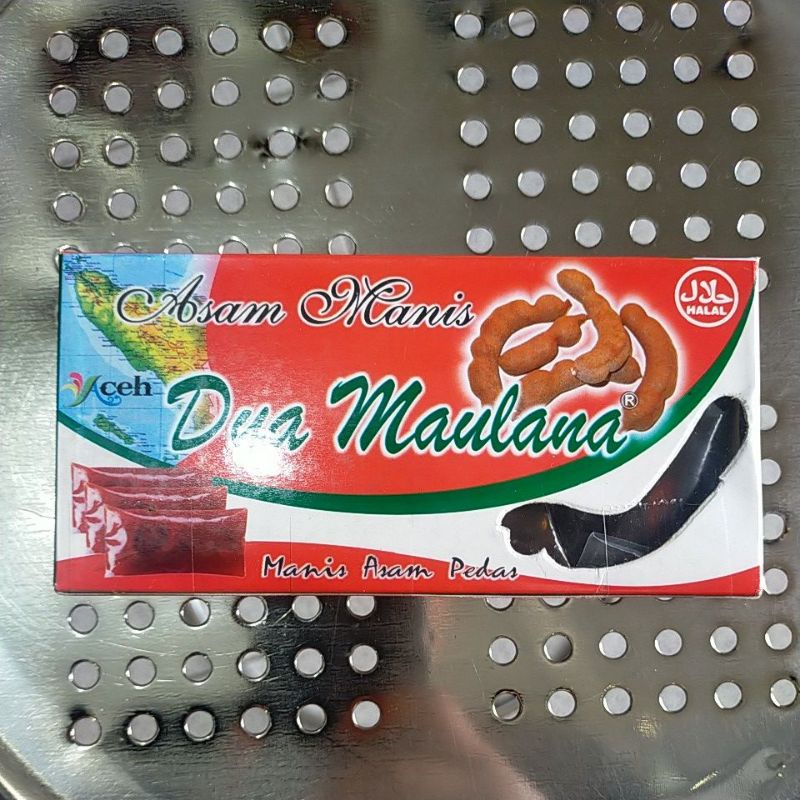 Asam Manis
حلال
HALAL
Aceh
Dua Maulana®
Manis Asam Pedas